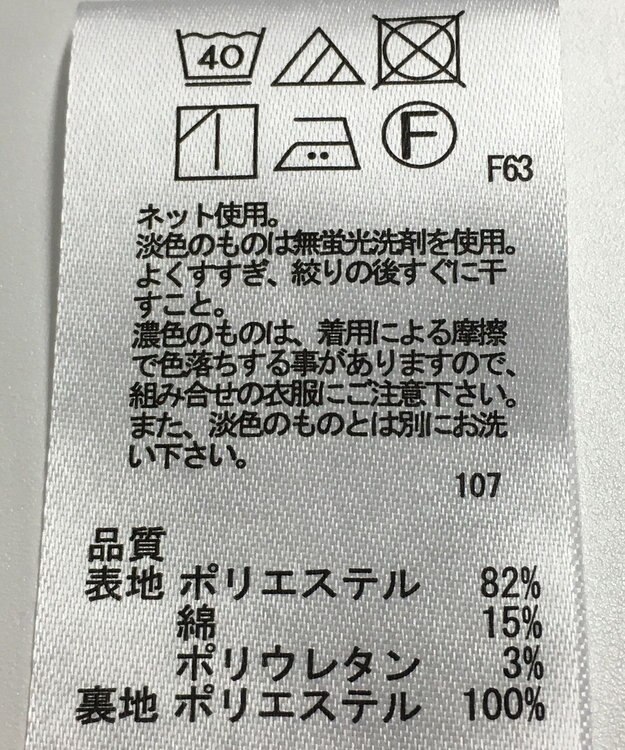 40
F
F63
ネット使用。
淡色のものは無蛍光洗剤を使用。
よくすすぎ、絞りの後すぐに干
すこと。
濃色のものは、着用による摩擦
で色落ちする事がありますので、
組み合せの衣服にご注意下さい。
また、淡色のものとは別にお洗
い下さい。
107
品質
表地 ポリエステル 82%
綿 15%
ポリウレタン 3%
裏地 ポリエステル 100%